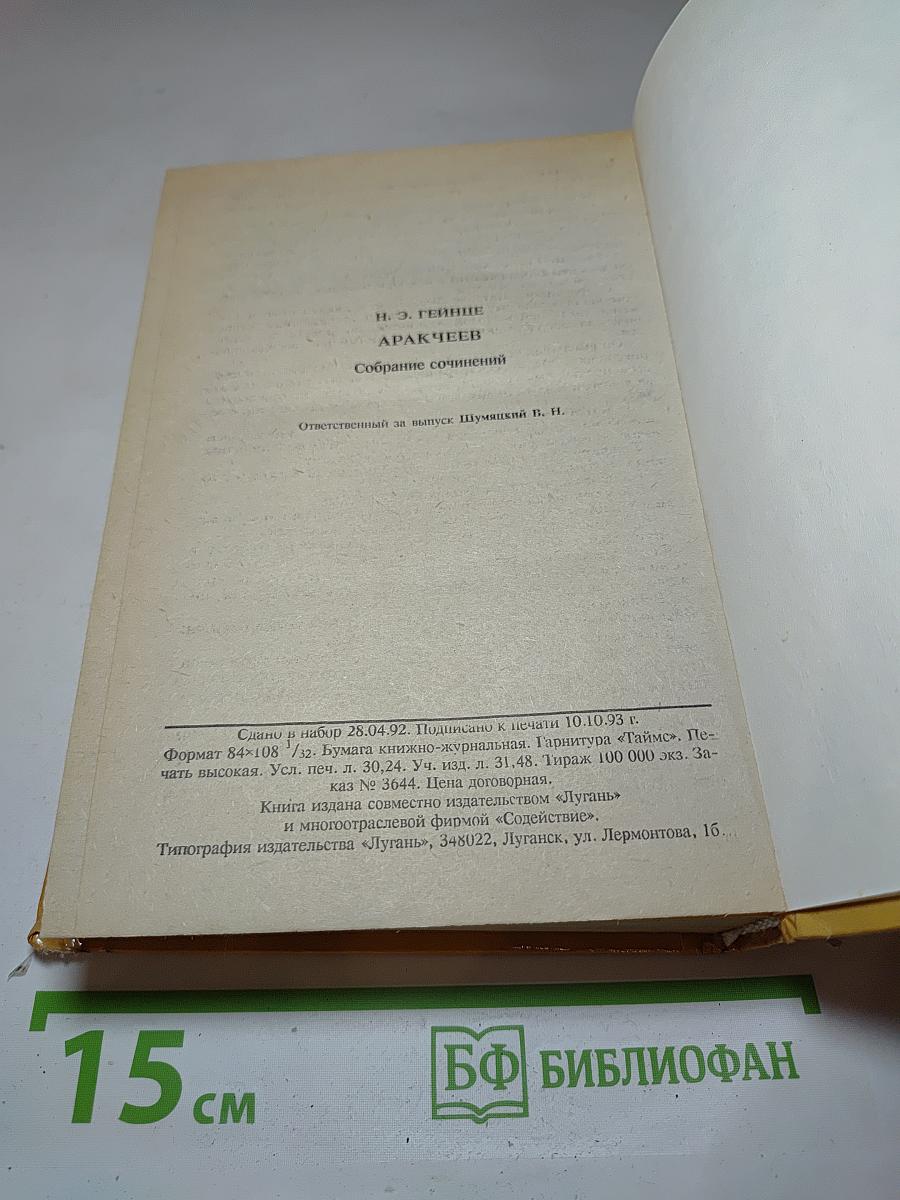 Н. Э. ГЕЙНЦЕ
АРАКЧЕЕВ
Собрание сочинений
Ответственный за выпуск Шумяцкий В. Н.
Сдано в набор 28.04.92. Подписано к печати 10.10.93 г.
Формат 84×108 1/32. Бумага книжно-журнальная. Гарнитура «Таймс». Пе-
чать высокая. Усл. печ. л. 30,24. Уч. изд. л. 31,48. Тираж 100 000 экз. За-
каз № 3644. Цена договорная.
Книга издана совместно издательством «Лугань»
и многоотраслевой фирмой «Содействие».
Типография издательства «Лугань», 348022, Луганск, ул. Лермонтова, 1б.
15 см
БФ БИБЛИОФАН